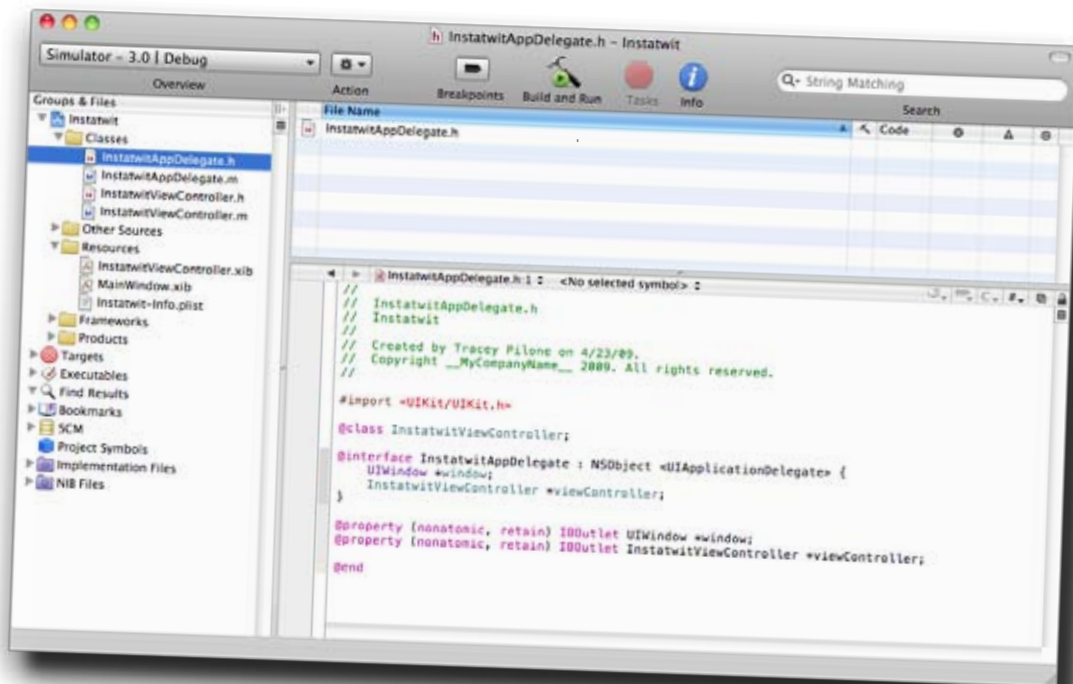 InstatwitAppDelegate.h - Instatwit
Simulator - 3.0 | Debug
Overview
Action
Breakpoints
Build and Run
Tasks
Info
String Matching
Search
Groups & Files
Instatwit
Classes
InstatwitAppDelegate.h
InstatwitAppDelegate.m
InstatwitViewController.h
InstatwitViewController.m
Other Sources
Resources
InstatwitViewController.xib
MainWindow.xib
Instatwit-Info.plist
Frameworks
Products
Targets
Executables
Find Results
Bookmarks
SCM
Project Symbols
Implementation Files
NIB Files
File Name
Code
InstatwitAppDelegate.h
InstatwitAppDelegate.h:1 <No selected symbol>
//
// InstatwitAppDelegate.h
// Instatwit
//
// Created by Tracey Pilone on 4/23/09.
// Copyright __MyCompanyName__ 2009. All rights reserved.
//
#import <UIKit/UIKit.h>
@class InstatwitViewController;
@interface InstatwitAppDelegate : NSObject <UIApplicationDelegate> {
UIWindow *window;
InstatwitViewController *viewController;
}
@property (nonatomic, retain) IBOutlet UIWindow *window;
@property (nonatomic, retain) IBOutlet InstatwitViewController *viewController;
@end